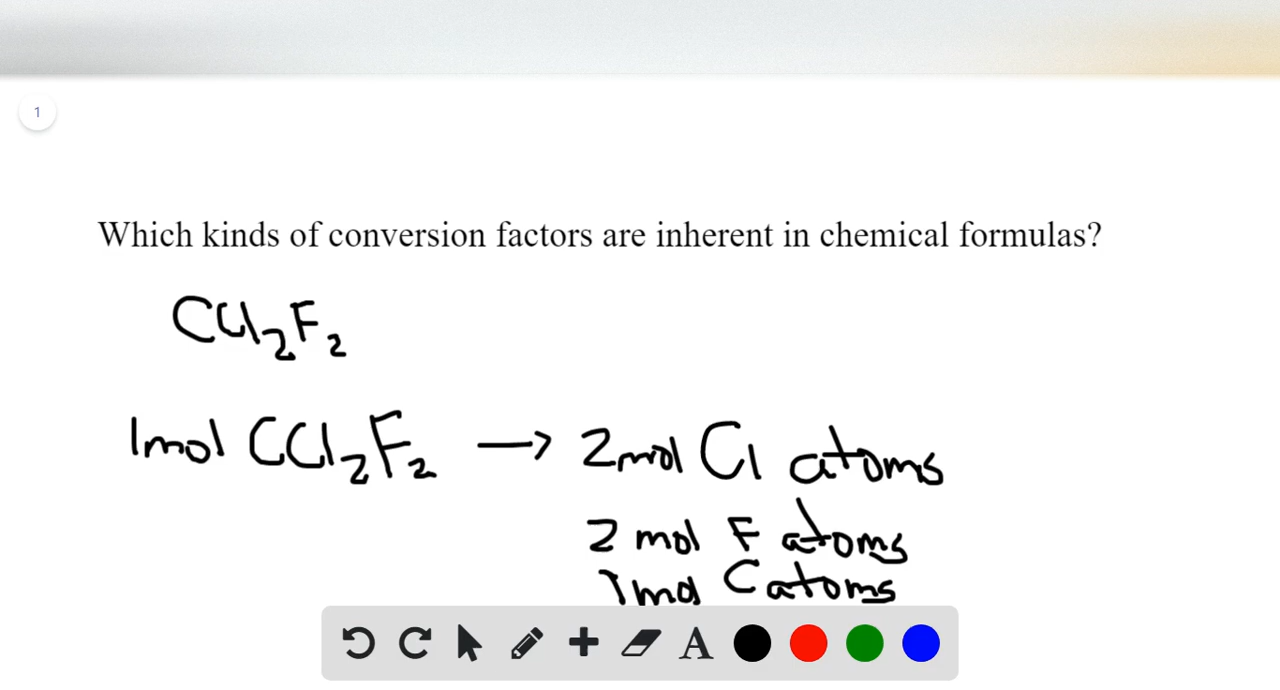 1
Which kinds of conversion factors are inherent in chemical formulas?
CCl₂F₂
1mol CCl₂F₂ → 2mol Cl atoms
2 mol F atoms
1mol C atoms
A